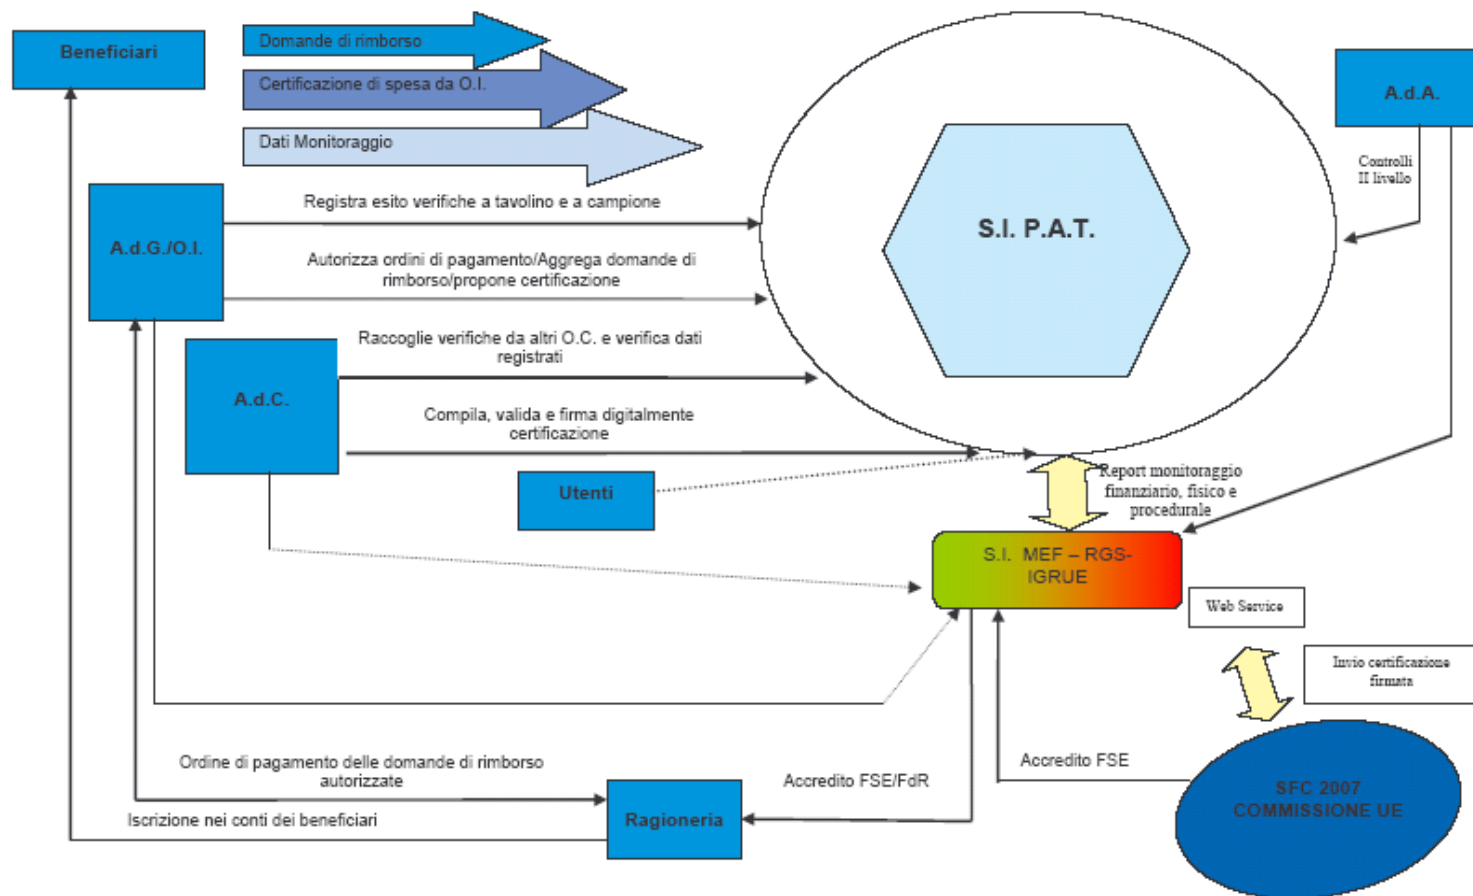 Beneficiari
Domande di rimborso
Certificazione di spesa da O.I.
Dati Monitoraggio
A.d.A.
Controlli
II livello
Registra esito verifiche a tavolino e a campione
A.d.G./O.I.
S.I. P.A.T.
Autorizza ordini di pagamento/Aggrega domande di
rimborso/propone certificazione
Raccoglie verifiche da altri O.C. e verifica dati
registrati
A.d.C.
Compila, valida e firma digitalmente
certificazione
Utenti
Report monitoraggio
finanziario, fisico e
procedurale
S.I. MEF – RGS-
IGRUE
Web Service
Invio certificazione
firmata
Ordine di pagamento delle domande di rimborso
autorizzate
Accredito FSE/FdR
Accredito FSE
SFC 2007
COMMISSIONE UE
Iscrizione nei conti dei beneficiari
Ragioneria